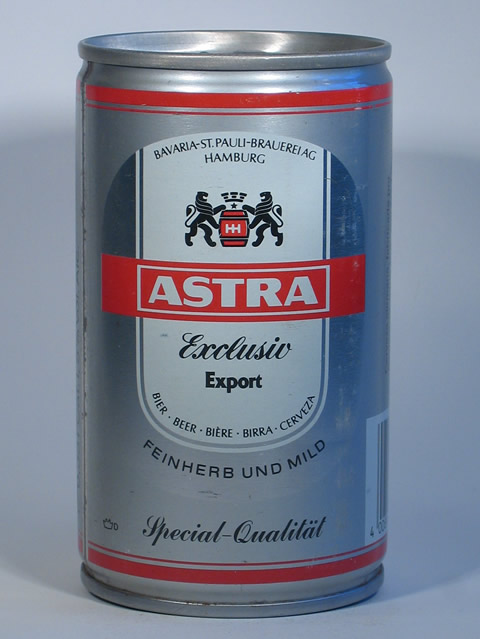 BAVARIA-ST. PAULI-BRAUEREI AG
HAMBURG
HH
ASTRA
Exclusiv
Export
BIER · BEER · BIÈRE · BIRRA · CERVEZA
FEINHERB UND MILD
Special-Qualität
D
4